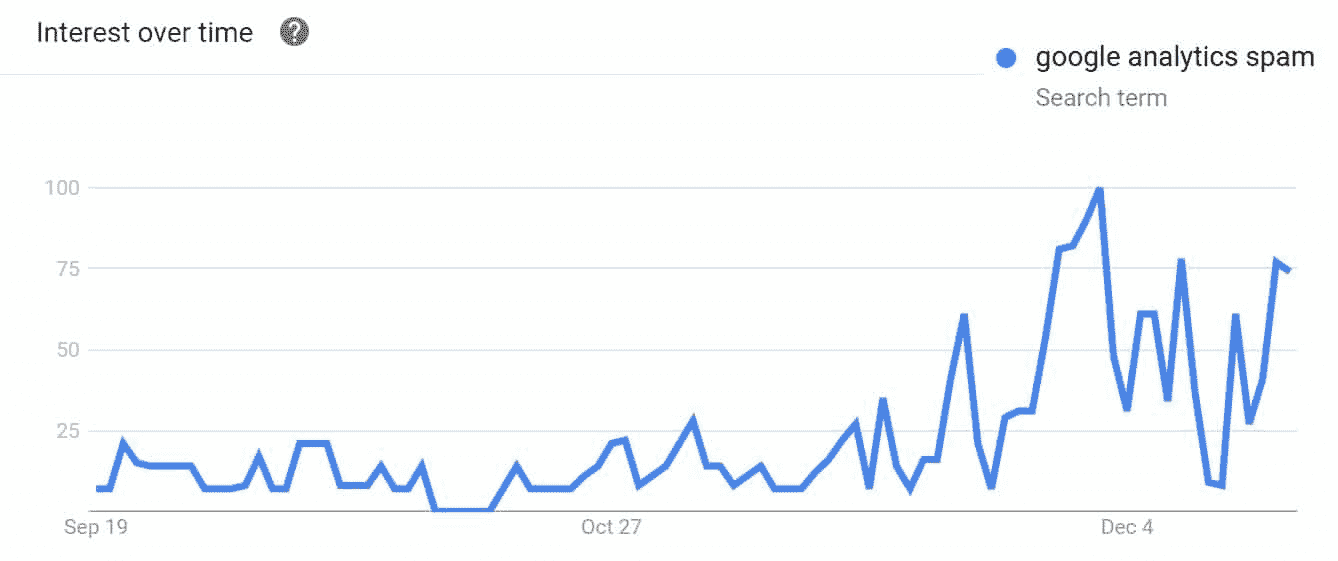 Interest over time ?
google analytics spam
Search term
100
75
50
25
Sep 19 Oct 27 Dec 4